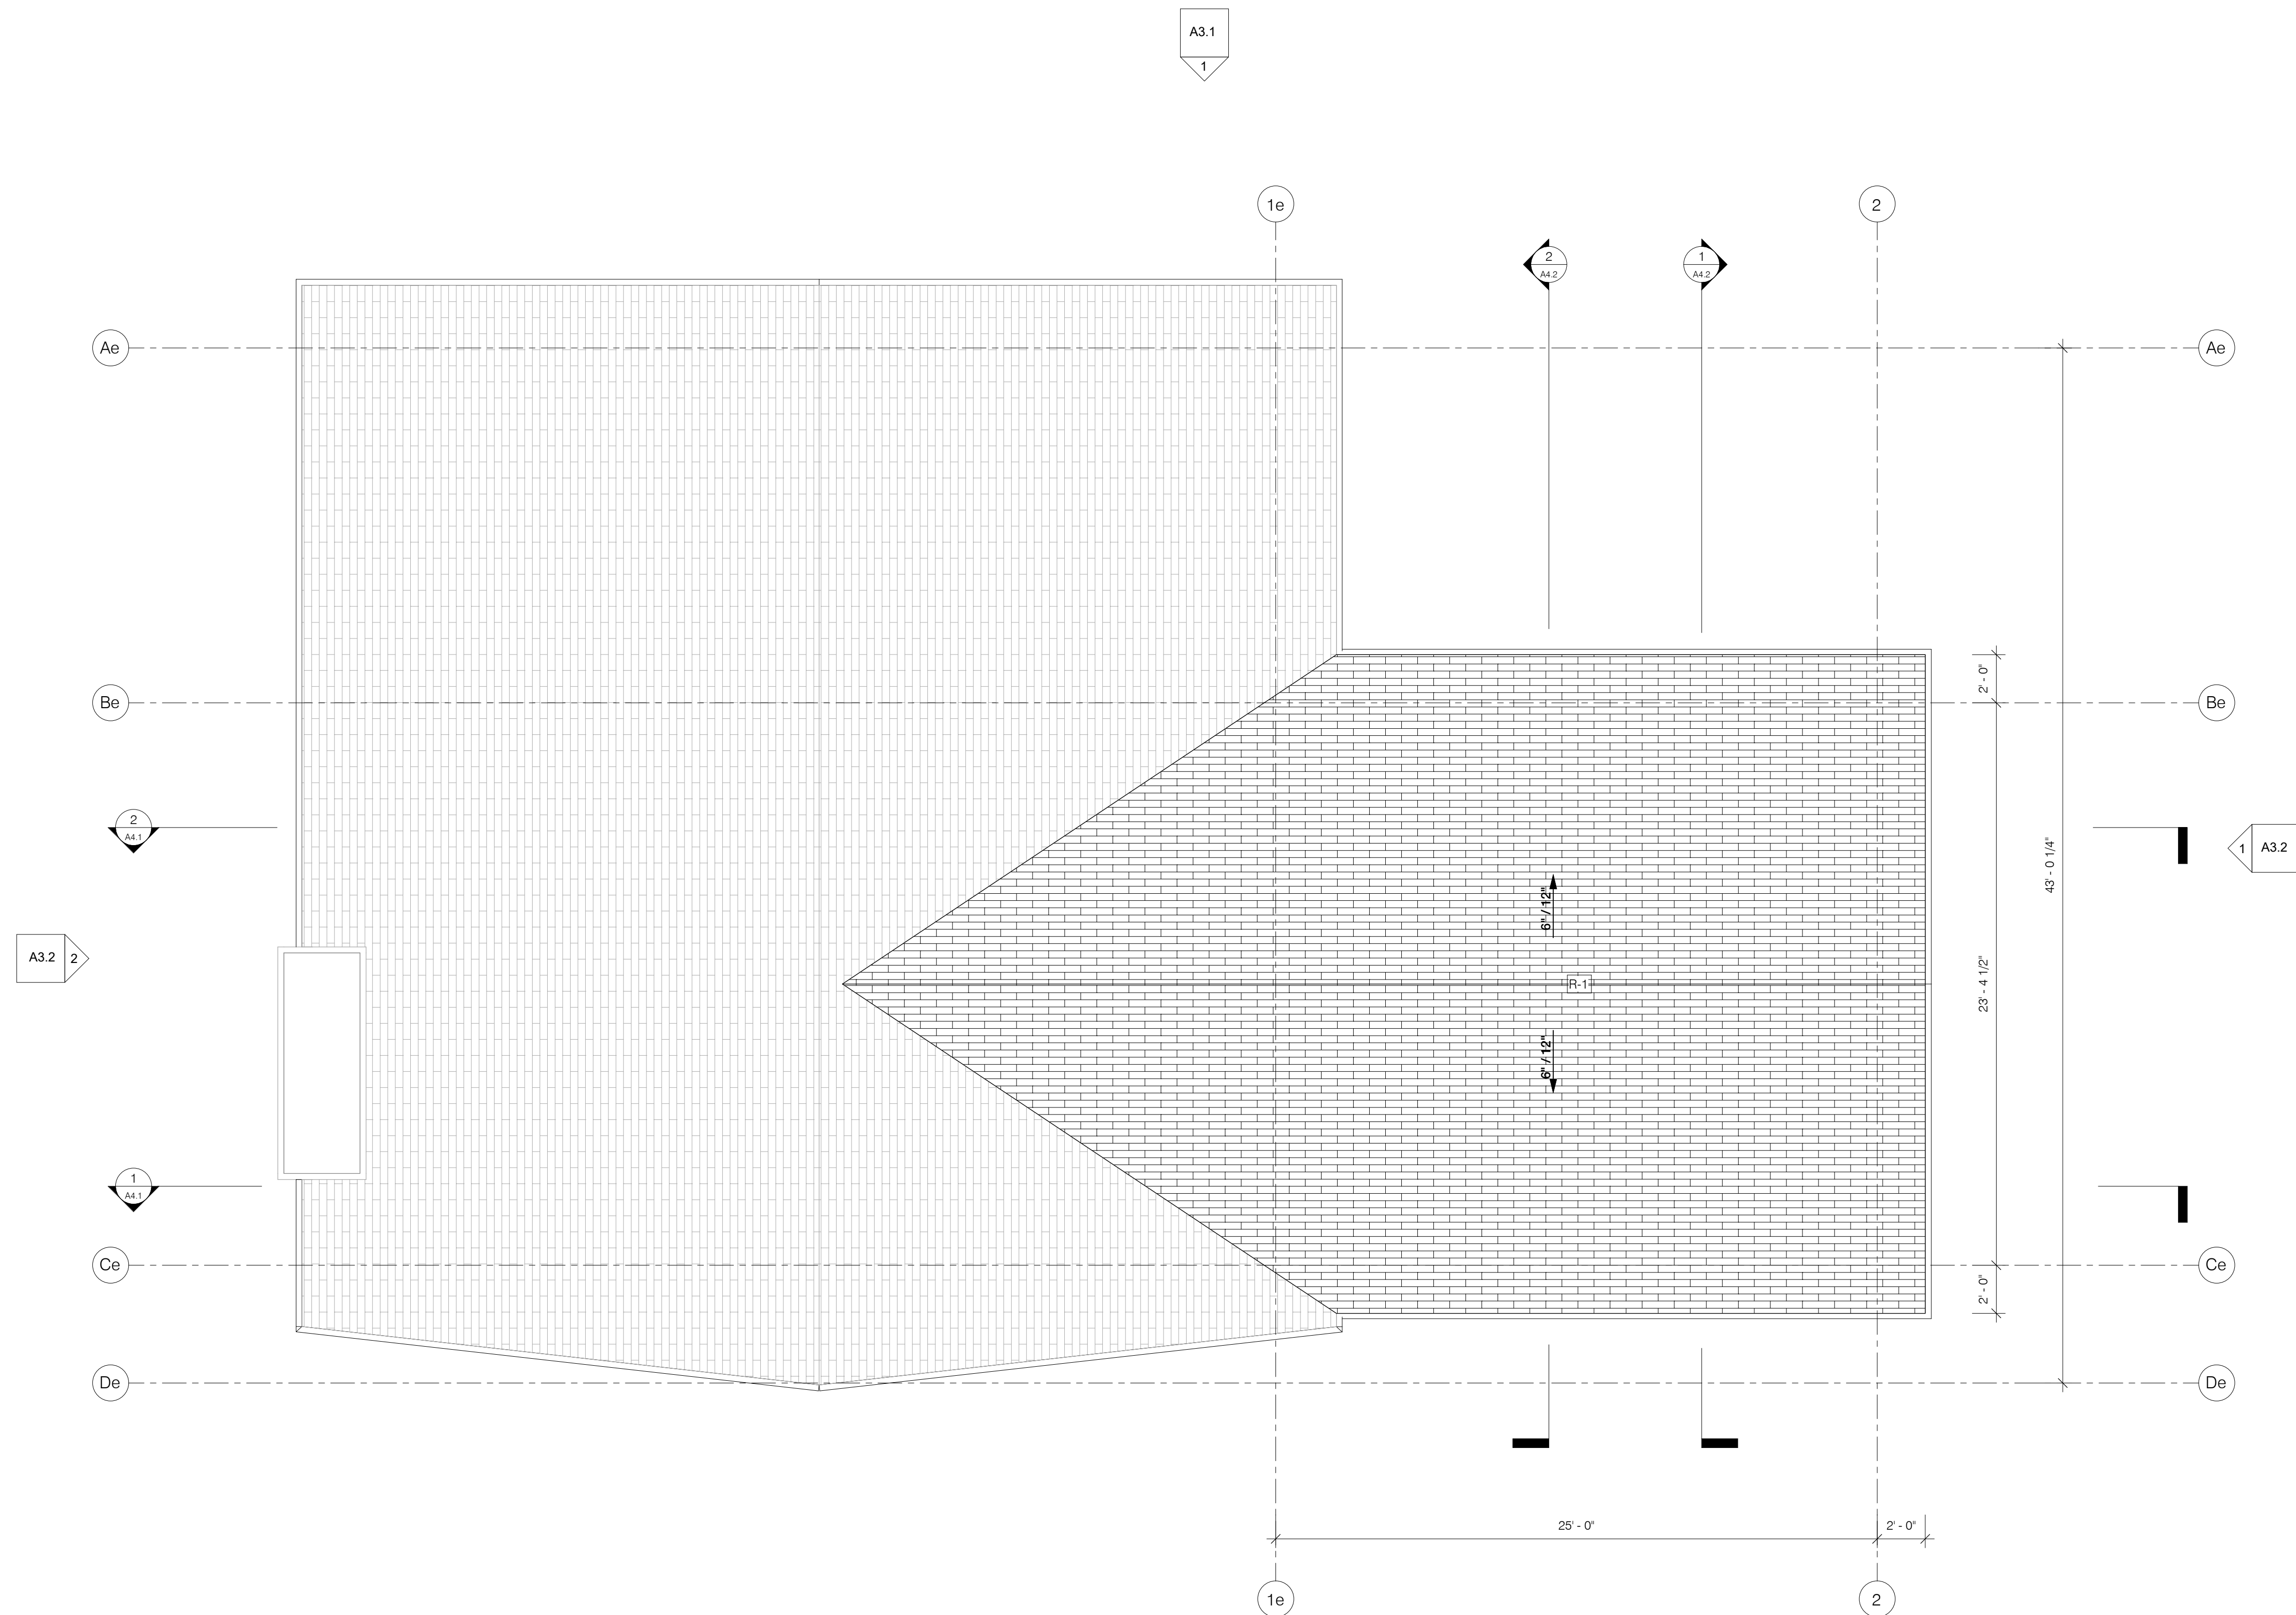 A3.1
1
1e
2
2
A4.2
1
A4.2
Ae
Ae
2' - 0"
Be
Be
2
A4.1
1
A3.2
43' - 0 1/4"
6" / 12"
A3.2
2
R-1
23' - 4 1/2"
6" / 12"
1
A4.1
Ce
Ce
2' - 0"
De
De
25' - 0"
2' - 0"
1e
2